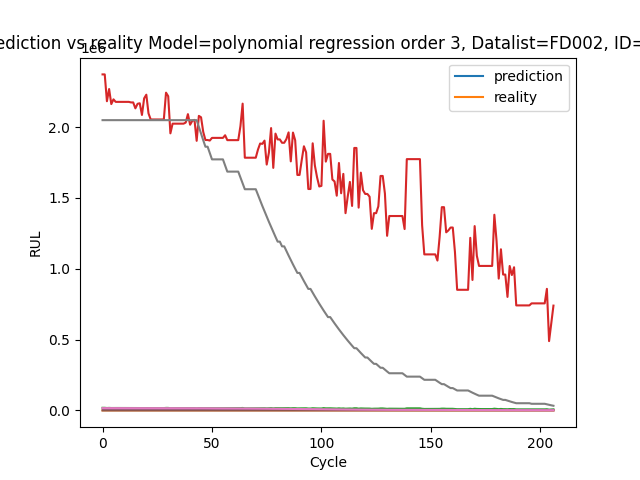 ediction vs reality Model=polynomial regression order 3, Datalist=FD002, ID=
1e6
prediction
reality
2.0
1.5
1.0
0.5
0.0
RUL
0 50 100 150 200
Cycle